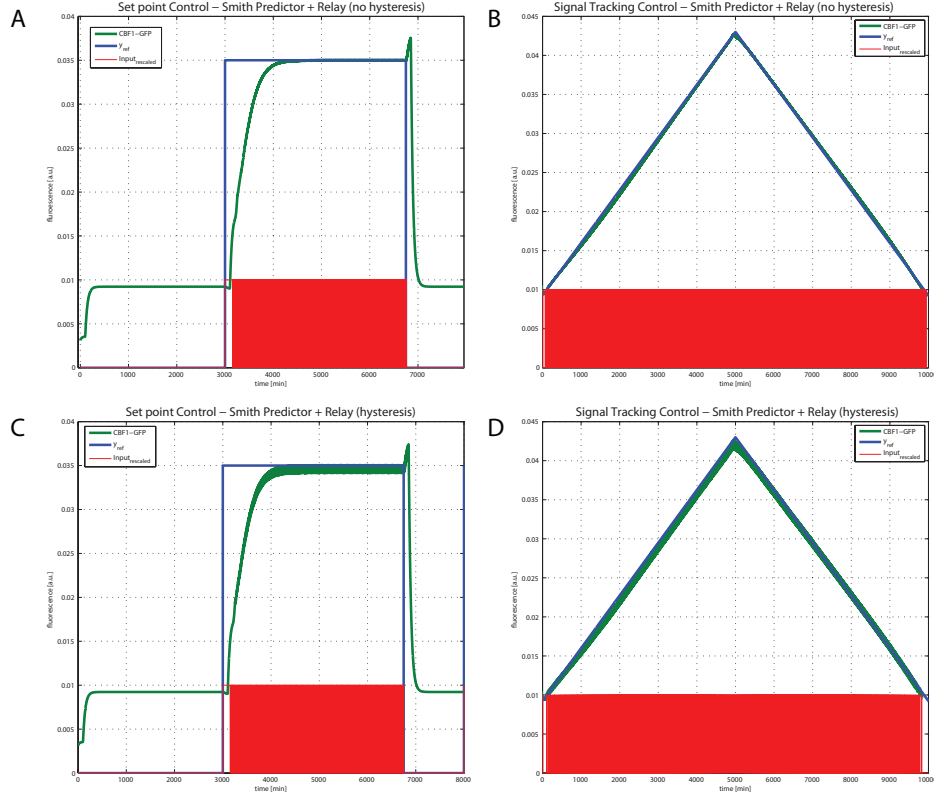 A
Set point Control − Smith Predictor + Relay (no hysteresis)
0.04
0.035
0.03
0.025
0.02
0.015
0.01
0.005
0
fluroescence [a.u.]
CBF1−GFP
y_ref
Input_rescaled
0 1000 2000 3000 4000 5000 6000 7000
time [min]
B
Signal Tracking Control − Smith Predictor + Relay (no hysteresis)
0.045
0.04
0.035
0.03
0.025
0.02
0.015
0.01
0.005
0
fluorescence [a.u.]
CBF1−GFP
y_ref
Input_rescaled
0 1000 2000 3000 4000 5000 6000 7000 8000 9000 10000
time [min]
C
Set point Control − Smith Predictor + Relay (hysteresis)
0.04
0.035
0.03
0.025
0.02
0.015
0.01
0.005
0
fluorescence [a.u.]
CBF1−GFP
y_ref
Input_rescaled
0 1000 2000 3000 4000 5000 6000 7000 8000
time [min]
D
Signal Tracking Control − Smith Predictor + Relay (hysteresis)
0.045
0.04
0.035
0.03
0.025
0.02
0.015
0.01
0.005
0
fluorescence [a.u.]
CBF1−GFP
y_ref
Input_rescaled
0 1000 2000 3000 4000 5000 6000 7000 8000 9000 10000
time [min]